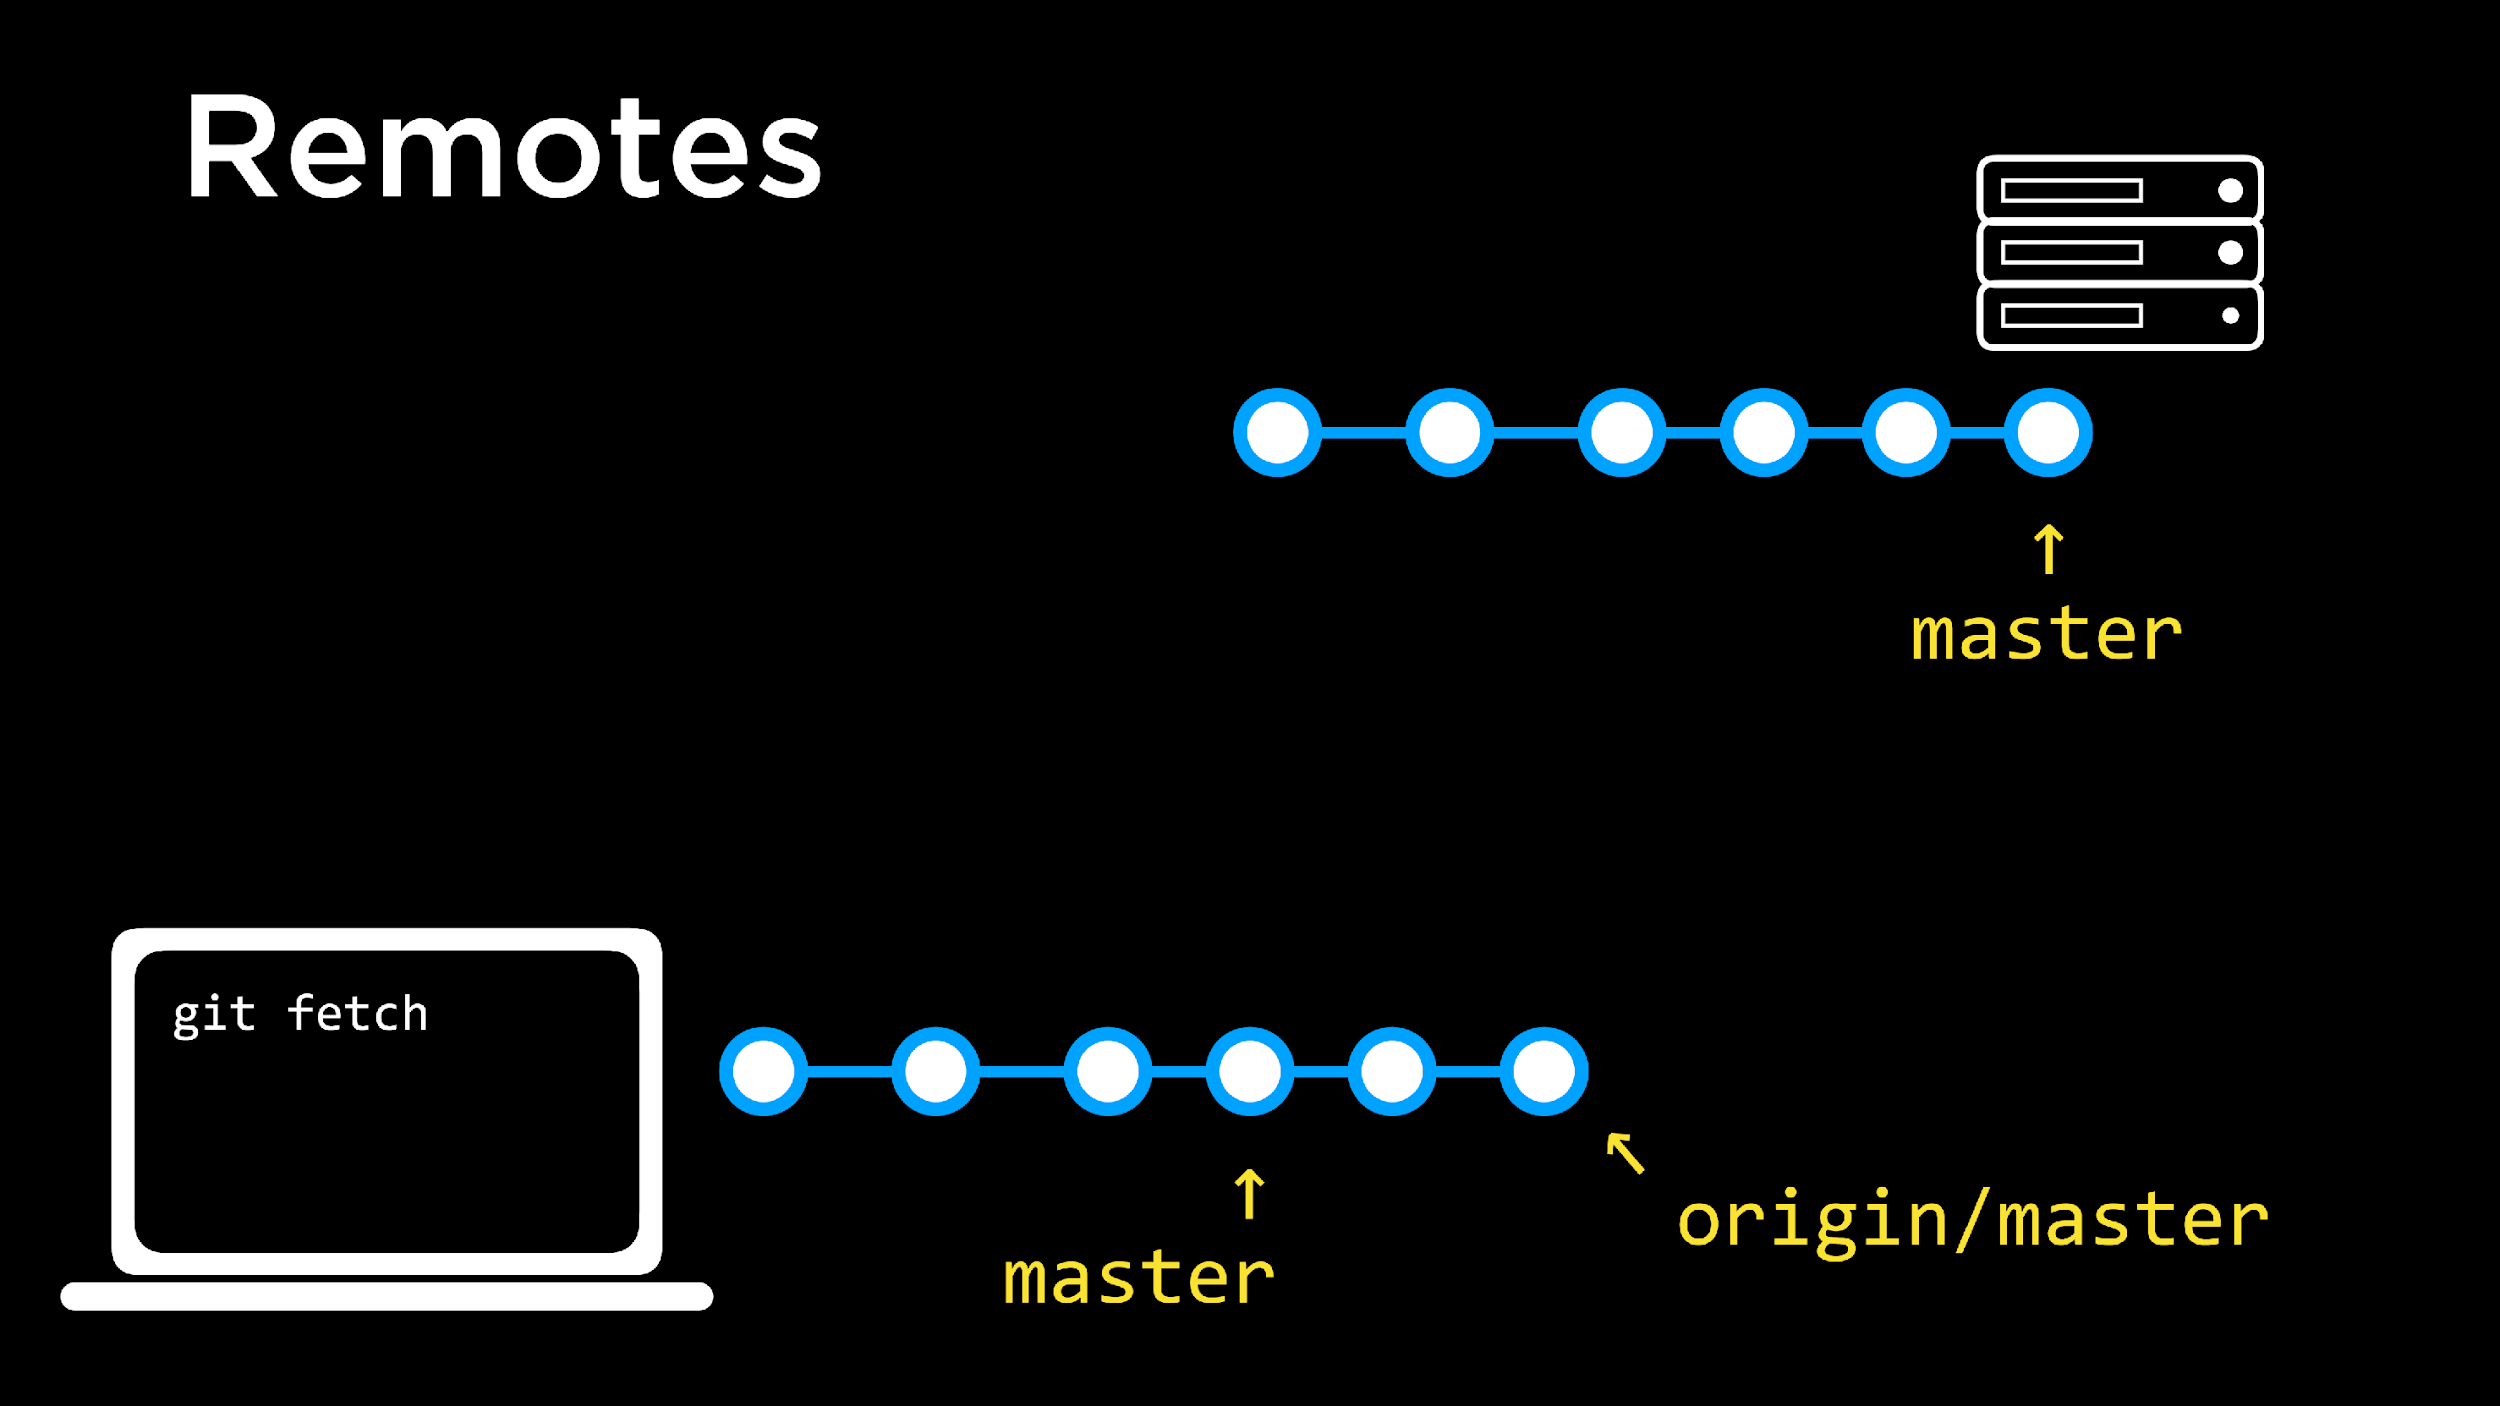 Remotes
master
git fetch
origin/master
master